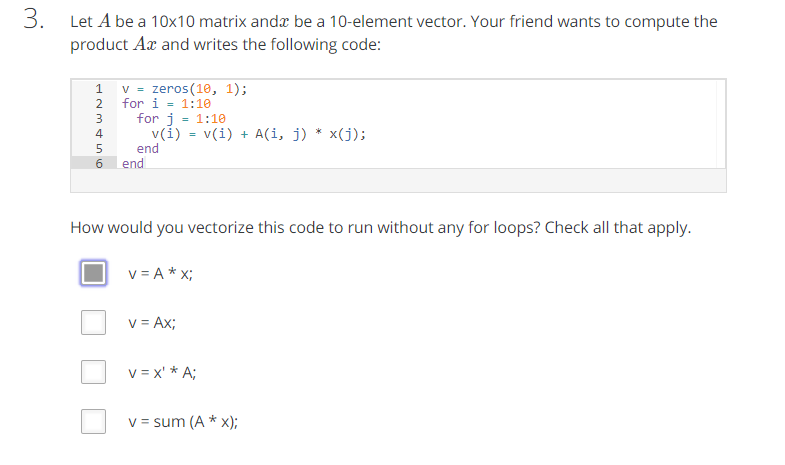 3. Let A be a 10x10 matrix andx be a 10-element vector. Your friend wants to compute the
product Ax and writes the following code:
1 v = zeros(10, 1);
2 for i = 1:10
3 for j = 1:10
4 v(i) = v(i) + A(i, j) * x(j);
5 end
6 end
How would you vectorize this code to run without any for loops? Check all that apply.
v = A * x;
v = Ax;
v = x' * A;
v = sum (A * x);